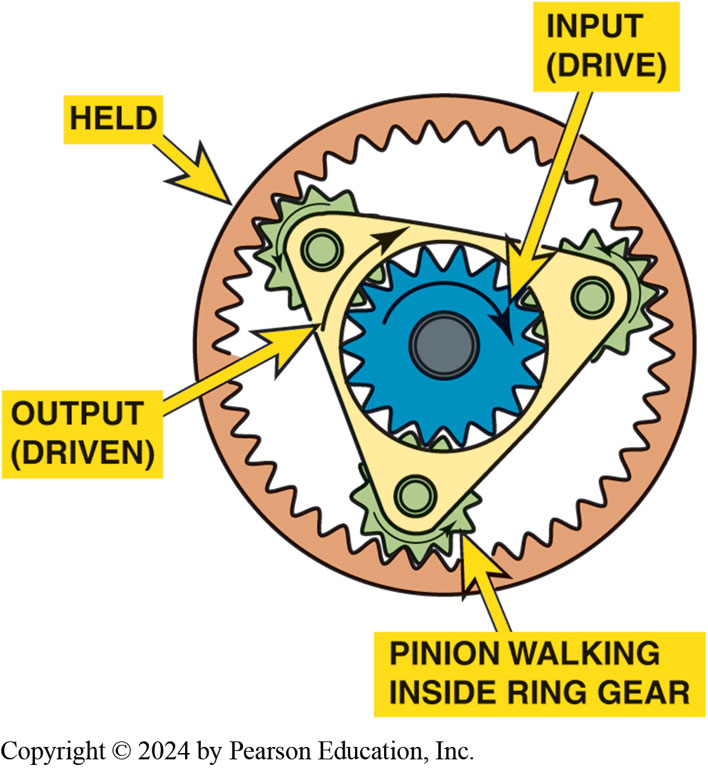 INPUT
(DRIVE)
HELD
OUTPUT
(DRIVEN)
PINION WALKING
INSIDE RING GEAR
Copyright © 2024 by Pearson Education, Inc.